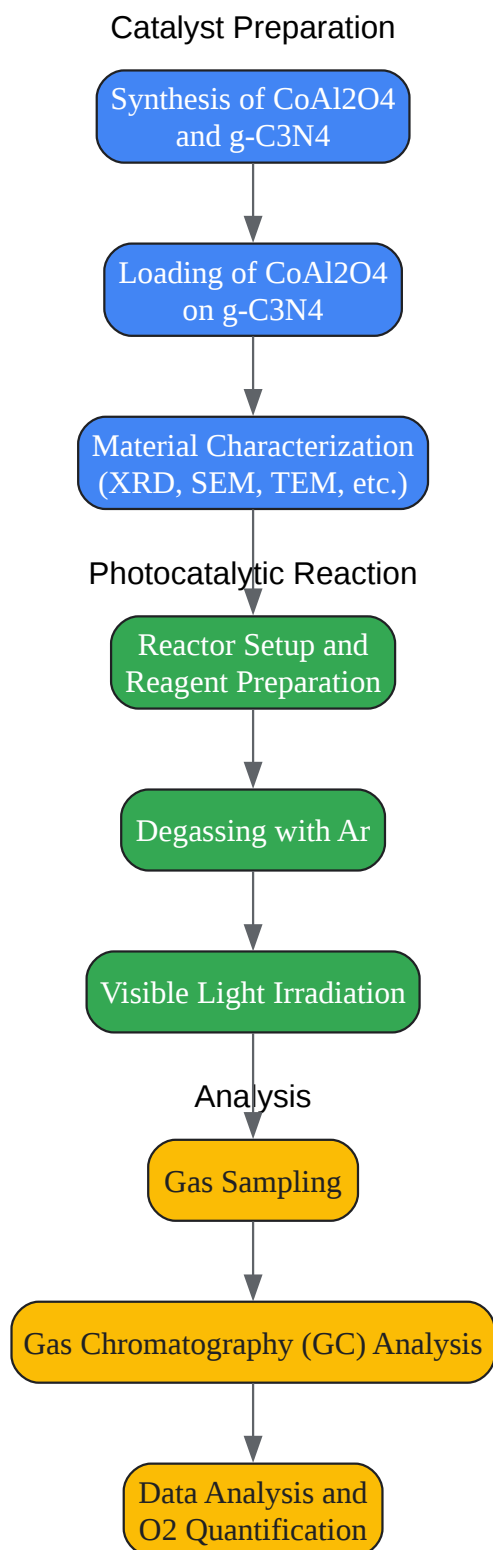 Catalyst Preparation
Synthesis of CoAl2O4
and g-C3N4
Loading of CoAl2O4
on g-C3N4
Material Characterization
(XRD, SEM, TEM, etc.)
Photocatalytic Reaction
Reactor Setup and
Reagent Preparation
Degassing with Ar
Visible Light Irradiation
Analysis
Gas Sampling
Gas Chromatography (GC) Analysis
Data Analysis and
O2 Quantification